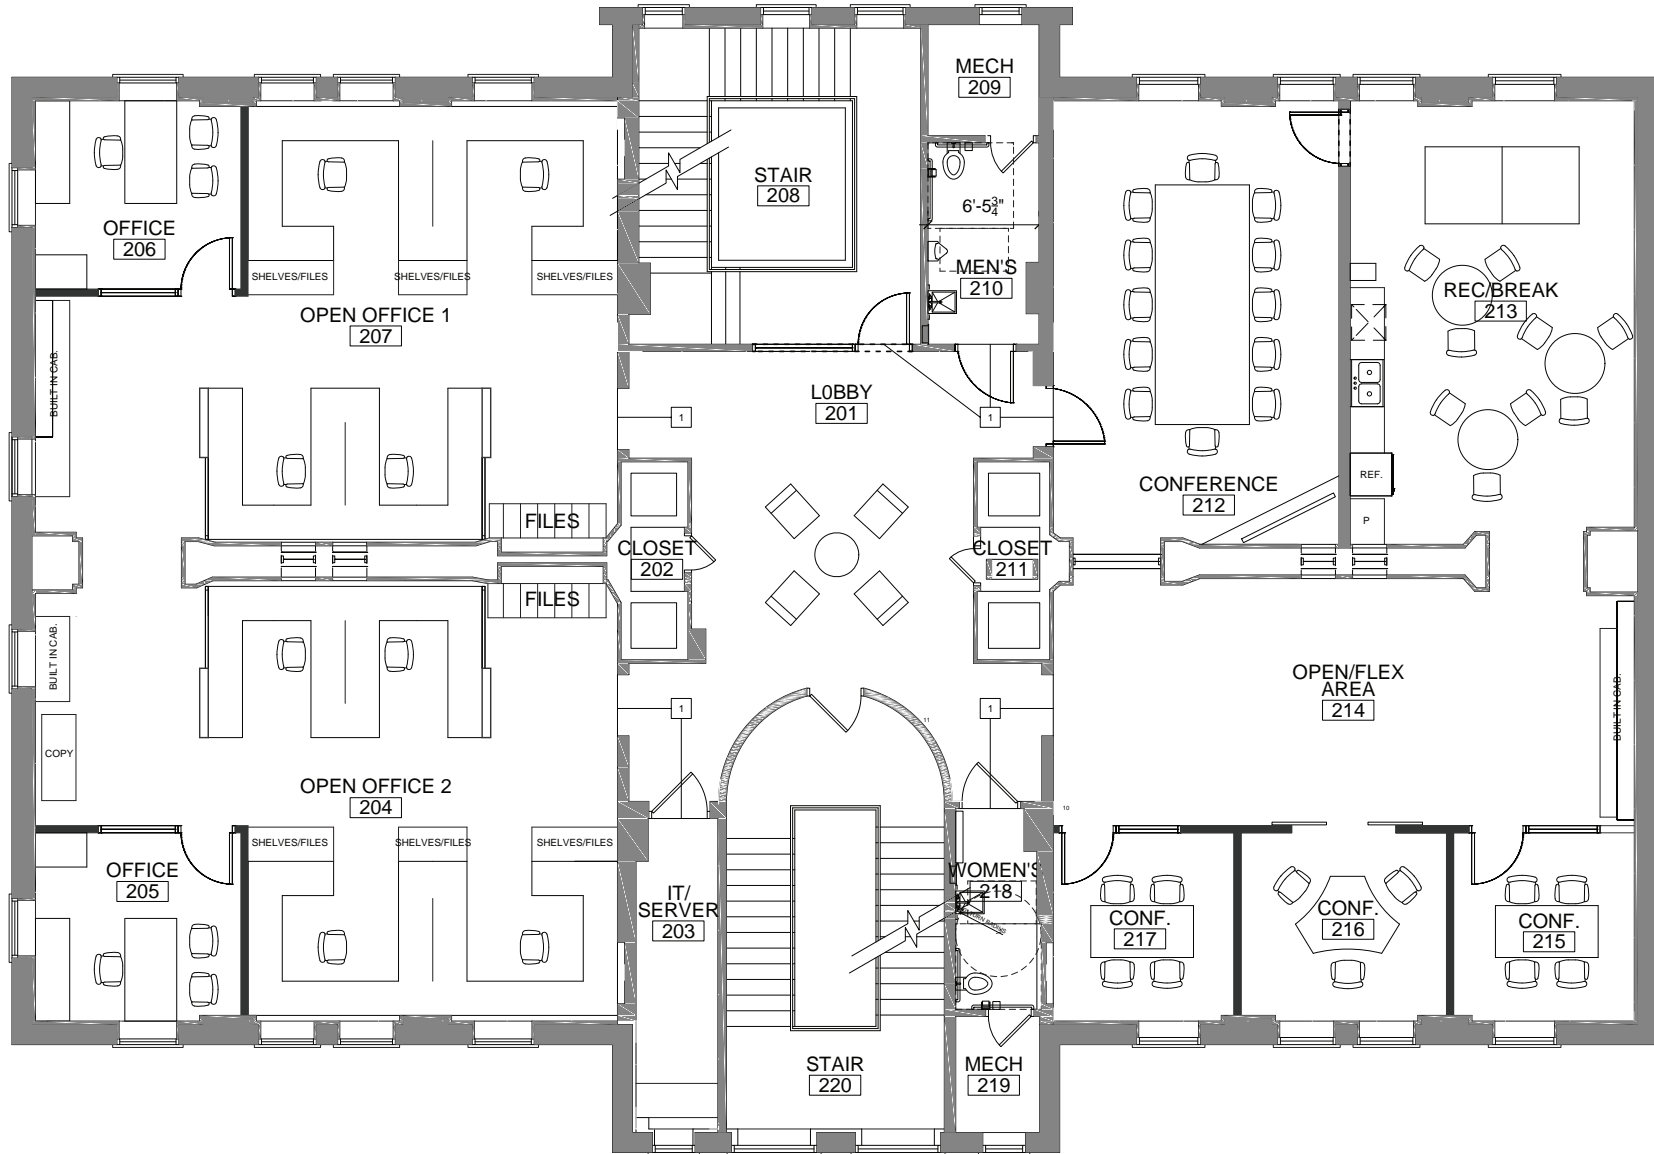 MECH
209
STAIR
208
6'-5¾"
OFFICE
206
MEN'S
210
SHELVES/FILES
SHELVES/FILES
SHELVES/FILES
REC/BREAK
213
OPEN OFFICE 1
207
BUILT IN CAB.
L0BBY
201
1
1
REF.
CONFERENCE
212
P
FILES
CLOSET
202
CLOSET
211
FILES
BUILT IN CAB.
OPEN/FLEX
AREA
214
BUILT IN CAB.
1
1
11
COPY
OPEN OFFICE 2
204
10
SHELVES/FILES
SHELVES/FILES
SHELVES/FILES
OFFICE
205
WOMEN'S
218
IT/
SERVER
203
CONF.
217
CONF.
216
CONF.
215
STAIR
220
MECH
219